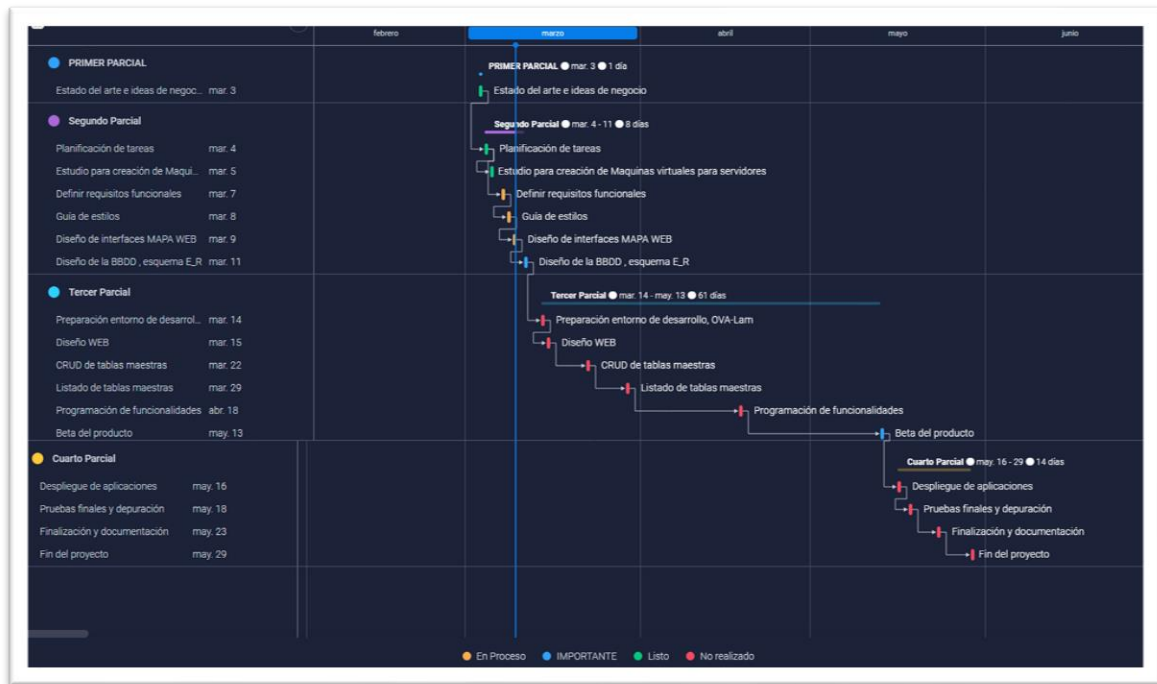 febrero marzo abril mayo junio
PRIMER PARCIAL
PRIMER PARCIAL mar. 3 1 día
Estado del arte e ideas de negoc... mar. 3 Estado del arte e ideas de negocio
Segundo Parcial
Segundo Parcial mar. 4 - 11 8 días
Planificación de tareas mar. 4 Planificación de tareas
Estudio para creación de Maqui... mar. 5 Estudio para creación de Maquinas virtuales para servidores
Definir requisitos funcionales mar. 7 Definir requisitos funcionales
Guía de estilos mar. 8 Guía de estilos
Diseño de interfaces MAPA WEB mar. 9 Diseño de interfaces MAPA WEB
Diseño de la BBDD , esquema E_R mar. 11 Diseño de la BBDD , esquema E_R
Tercer Parcial
Tercer Parcial mar. 14 - may. 13 61 días
Preparación entorno de desarrol... mar. 14 Preparación entorno de desarrollo, OVA-Lam
Diseño WEB mar. 15 Diseño WEB
CRUD de tablas maestras mar. 22 CRUD de tablas maestras
Listado de tablas maestras mar. 29 Listado de tablas maestras
Programación de funcionalidades abr. 18 Programación de funcionalidades
Beta del producto may. 13 Beta del producto
Cuarto Parcial
Cuarto Parcial may. 16 - 29 14 días
Despliegue de aplicaciones may. 16 Despliegue de aplicaciones
Pruebas finales y depuración may. 18 Pruebas finales y depuración
Finalización y documentación may. 23 Finalización y documentación
Fin del proyecto may. 29 Fin del proyecto
En Proceso IMPORTANTE Listo No realizado